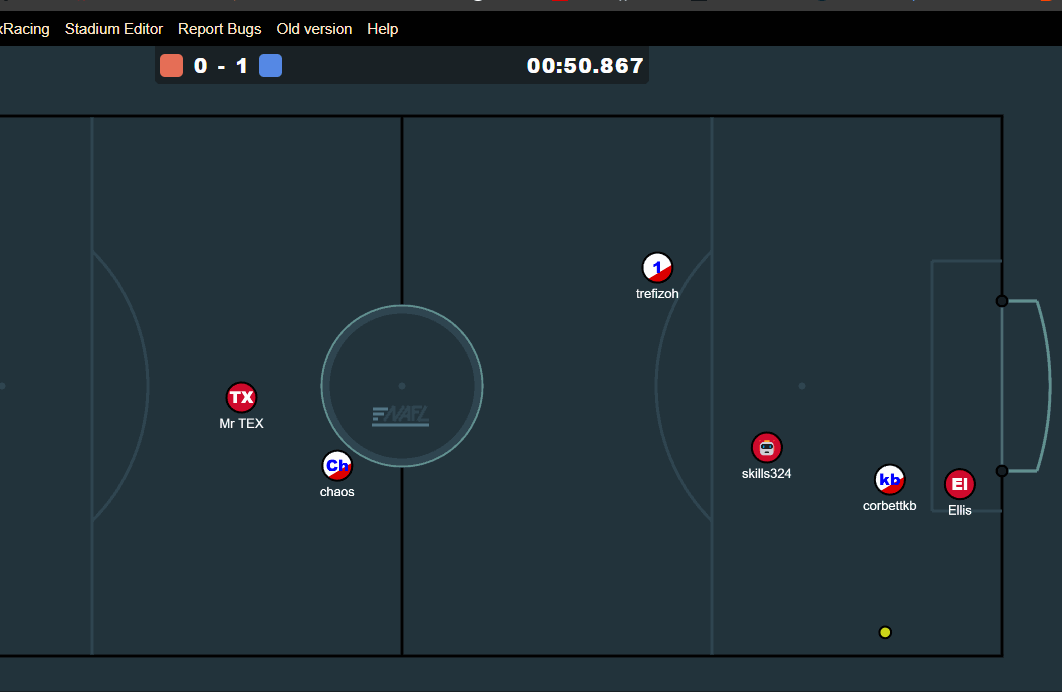 xRacing Stadium Editor Report Bugs Old version Help
0 - 1 00:50.867
1
trefizoh
TX
Mr TEX
NAFL
Ch
chaos
skills324
kb
corbettkb
El
Ellis